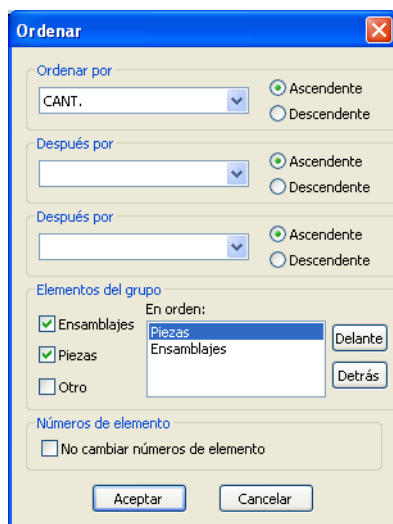 Ordenar
Ordenar por
CANT.
Ascendente
Descendente
Después por
Ascendente
Descendente
Después por
Ascendente
Descendente
Elementos del grupo
Ensamblajes
Piezas
Otro
En orden:
Piezas
Ensamblajes
Delante
Detrás
Números de elemento
No cambiar números de elemento
Aceptar
Cancelar